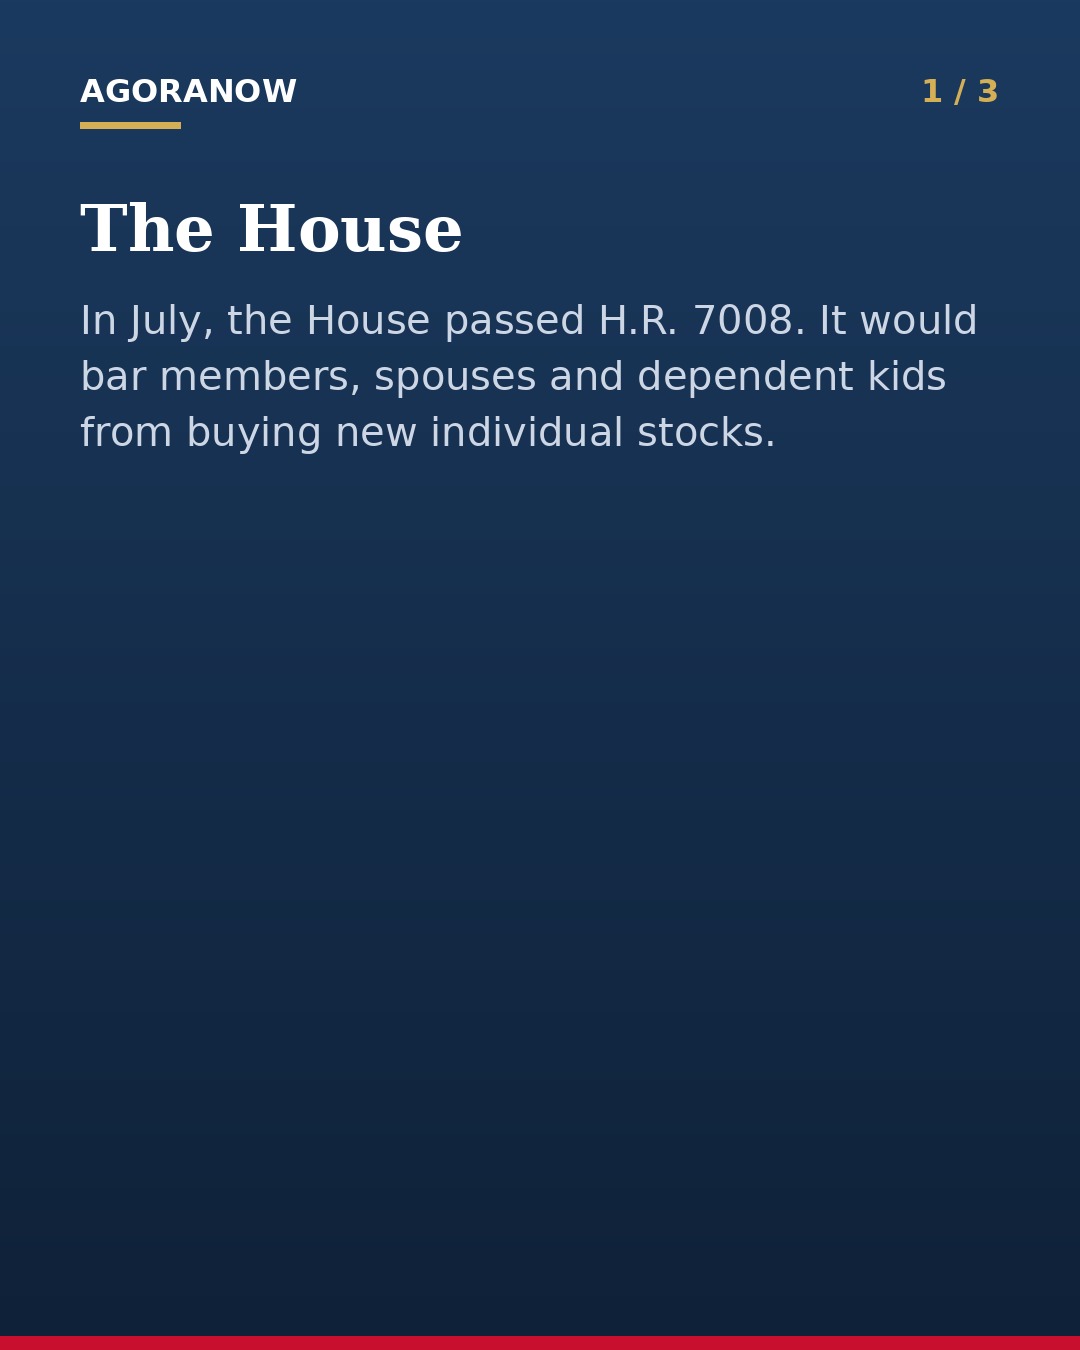 AGORANOW
1 / 3
The House
In July, the House passed H.R. 7008. It would
bar members, spouses and dependent kids
from buying new individual stocks.